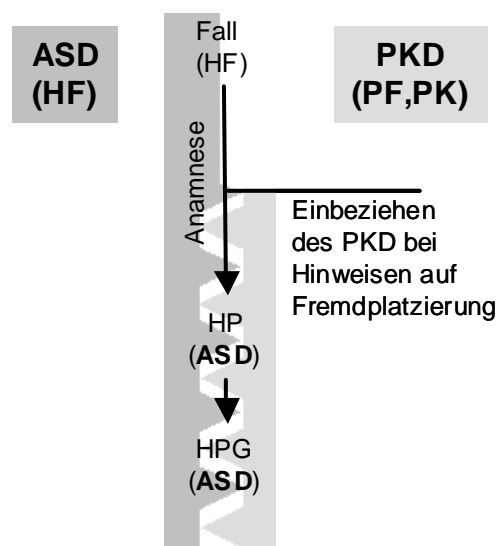 ASD
(HF)
Fall
(HF)
PKD
(PF,PK)
Anamnese
Einbeziehen
des PKD bei
Hinweisen auf
Fremdplatzierung
HP
(ASD)
HPG
(ASD)